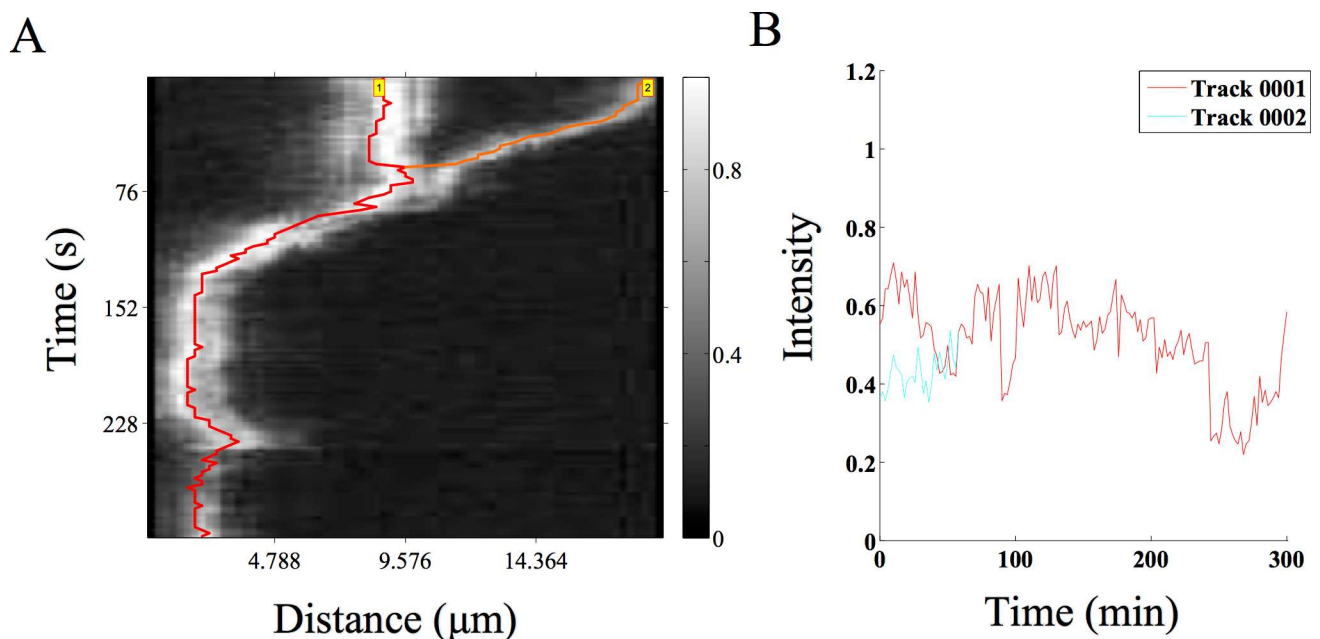 A
1
2
76
152
228
Time (s)
4.788
9.576
14.364
Distance (μm)
0.8
0.4
0
B
1.2
1
0.8
0.6
0.4
0.2
0
Intensity
0
100
200
300
Time (min)
Track 0001
Track 0002